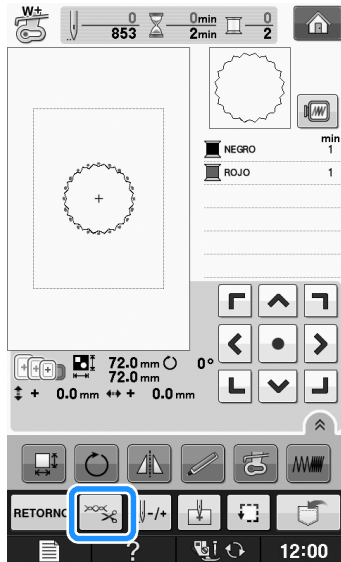 W+
0 0min 0
853 2min 2
min
NEGRO 1
ROJO 1
72.0 mm 0°
72.0 mm
+ 0.0 mm + 0.0 mm
RETORNO -/+
? 12:00